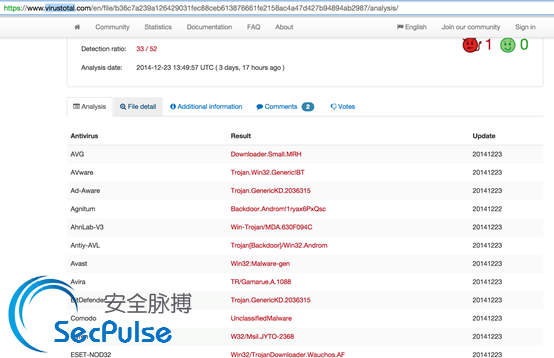 https://www.virustotal.com/en/file/b36c7a239a126429031fec88ceb613876661fe2158ac4a47d427b94894ab2987/analysis/
Community Statistics Documentation FAQ About English Join our community Sign in
Detection ratio: 33 / 52
1 0
Analysis date: 2014-12-23 13:49:57 UTC ( 3 days, 17 hours ago )
Analysis File detail Additional information Comments 2 Votes
Antivirus Result Update
AVG Downloader.Small.MRH 20141223
AVware Trojan.Win32.Generic!BT 20141223
Ad-Aware Trojan.GenericKD.2036315 20141223
Agnitum Backdoor.Androm!1ryax6PxQsc 20141222
AhnLab-V3 Win-Trojan/MDA.630F094C 20141223
Antiy-AVL Trojan[Backdoor]/Win32.Androm 20141223
Avast Win32:Malware-gen 20141223
Avira TR/Gamarue.A.1088 20141223
BitDefender Trojan.GenericKD.2036315 20141223
安全脉搏
Comodo UnclassifiedMalware 20141223
SecPulse
W32/Msil.JYTO-2368 20141223
ESET-NOD32 Win32/TrojanDownloader.Wauchos.AF 20141223